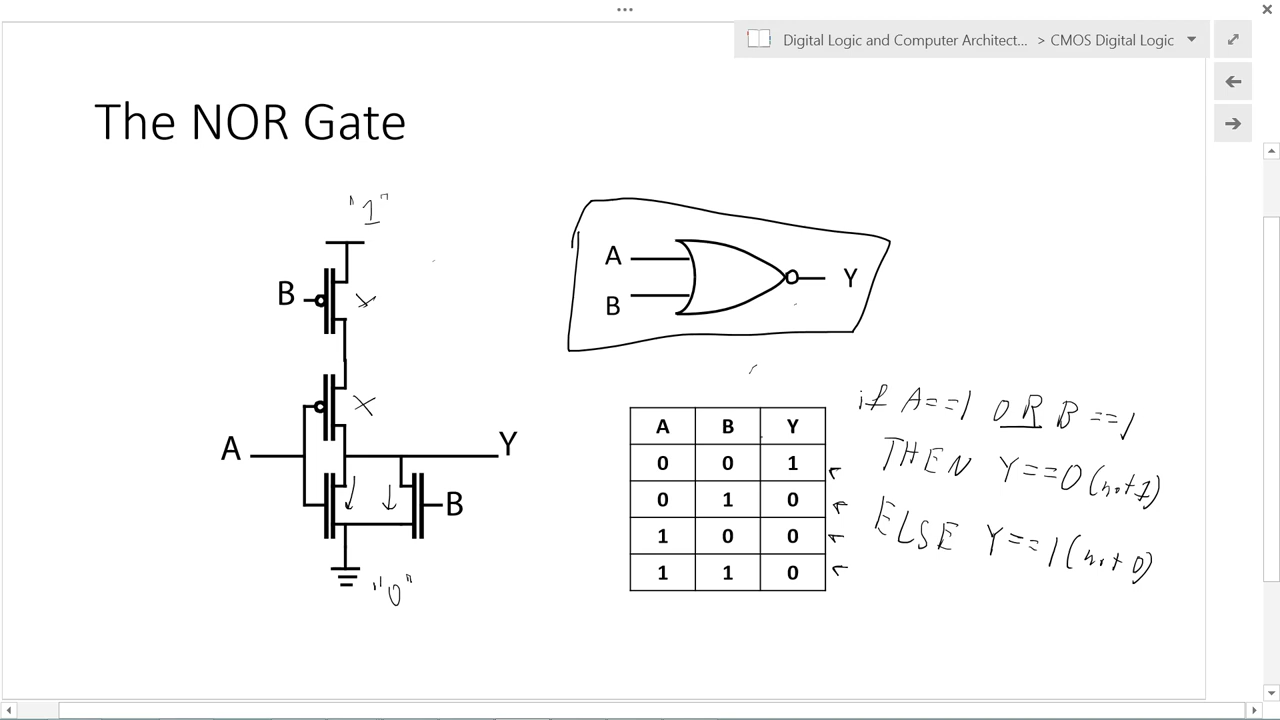 Digital Logic and Computer Architect... > CMOS Digital Logic
The NOR Gate
"1"
B
A
Y
B
"0"
A
B
Y
A B Y
0 0 1
0 1 0
1 0 0
1 1 0
if A==1 OR B==1
THEN Y==0 (not 1)
ELSE Y==1 (not 0)